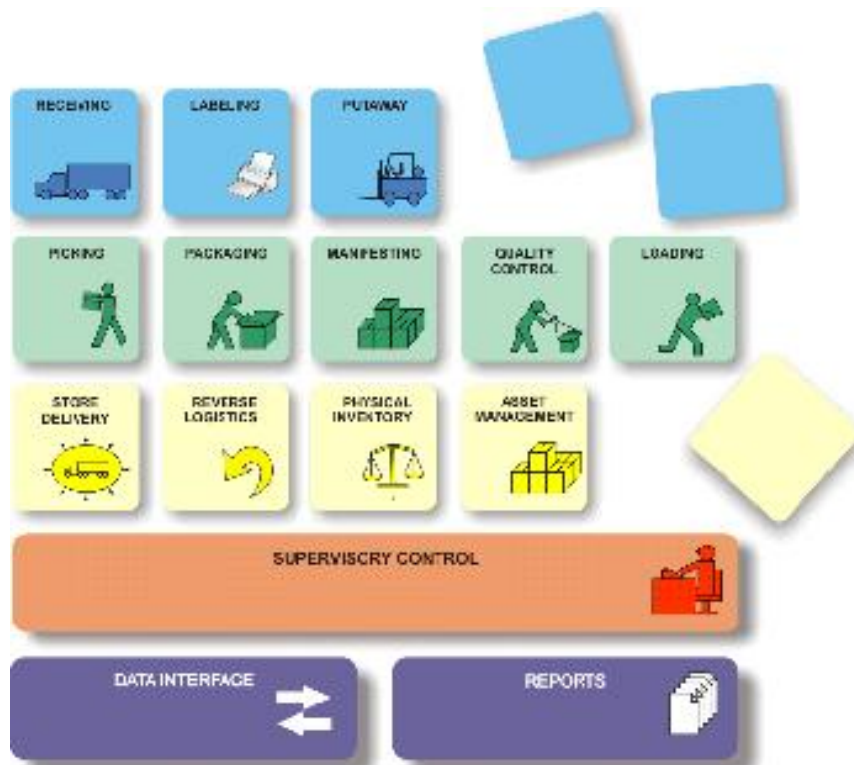 RECEIVING
LABELING
PUTAWAY
PICKING
PACKAGING
MANIFESTING
QUALITY
CONTROL
LOADING
STORE
DELIVERY
REVERSE
LOGISTICS
PHYSICAL
INVENTORY
ASSET
MANAGEMENT
SUPERVISCRY CONTROL
DATA INTERFACE
REPORTS